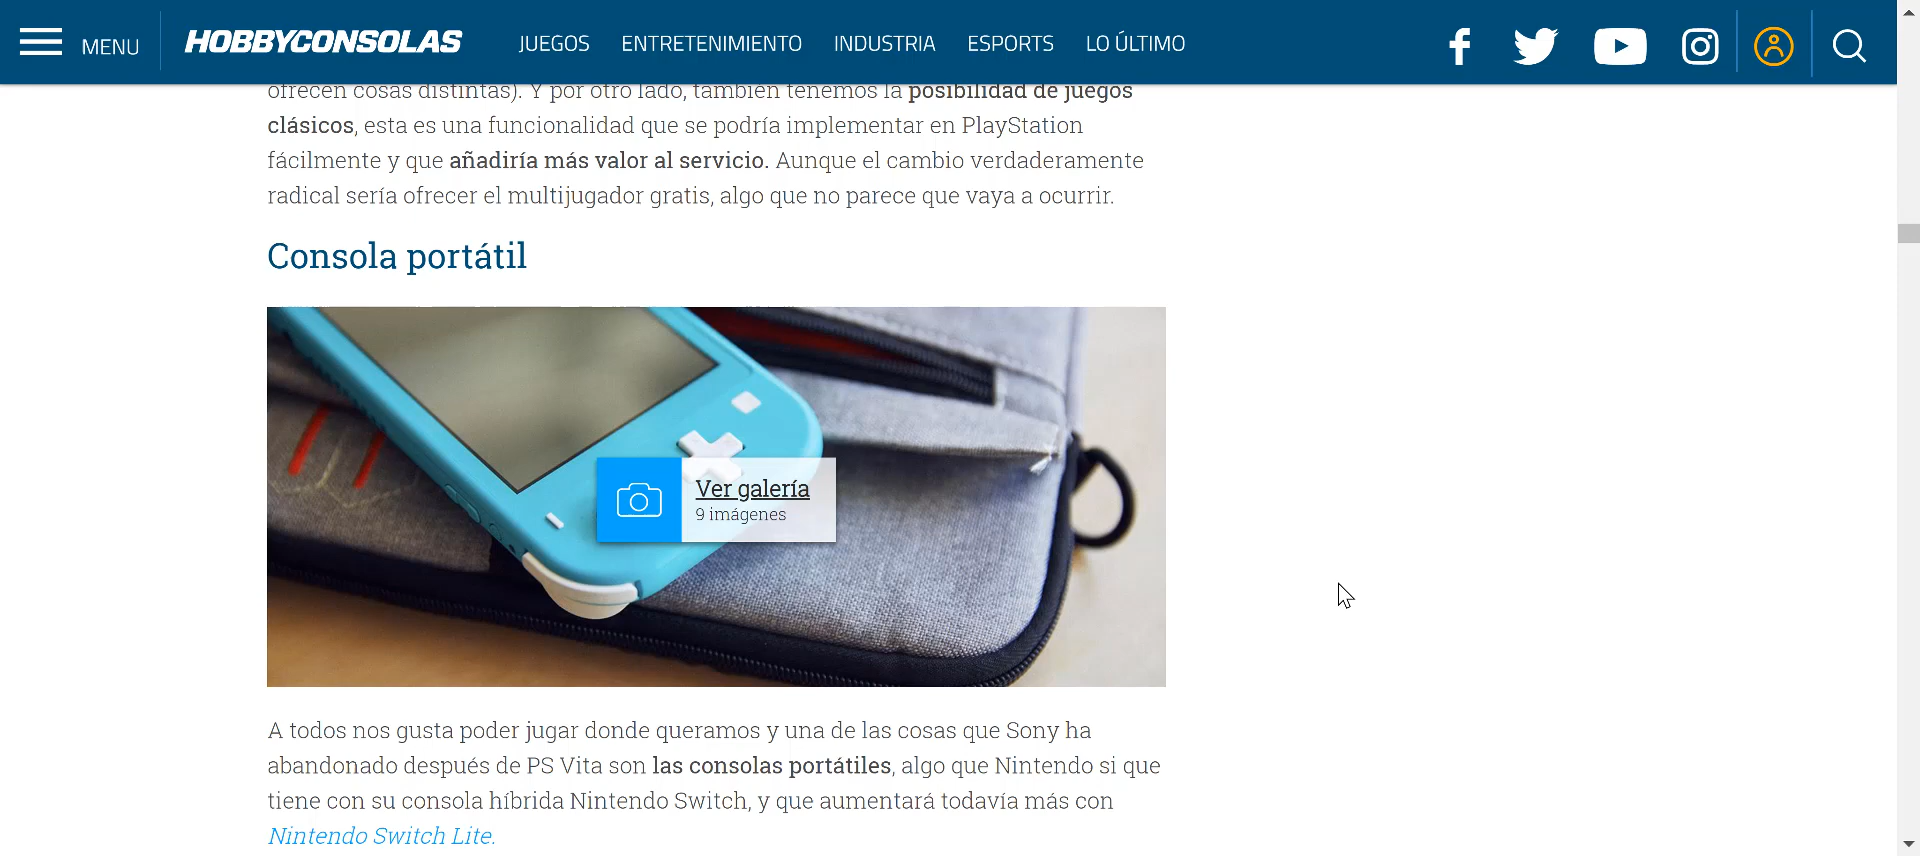 MENU
HOBBYCONSOLAS
JUEGOS
ENTRETENIMIENTO
INDUSTRIA
ESPORTS
LO ÚLTIMO
ofrecen cosas distintas). Y por otro lado, también tenemos la posibilidad de juegos
clásicos, esta es una funcionalidad que se podría implementar en PlayStation
fácilmente y que añadiría más valor al servicio. Aunque el cambio verdaderamente
radical sería ofrecer el multijugador gratis, algo que no parece que vaya a ocurrir.
Consola portátil
Ver galería
9 imágenes
A todos nos gusta poder jugar donde queramos y una de las cosas que Sony ha
abandonado después de PS Vita son las consolas portátiles, algo que Nintendo si que
tiene con su consola híbrida Nintendo Switch, y que aumentará todavía más con
Nintendo Switch Lite.